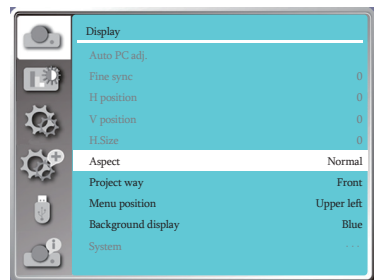 Display
Auto PC adj.
Fine sync 0
H position 0
V position 0
H.Size 0
Aspect Normal
Project way Front
Menu position Upper left
Background display Blue
System ---